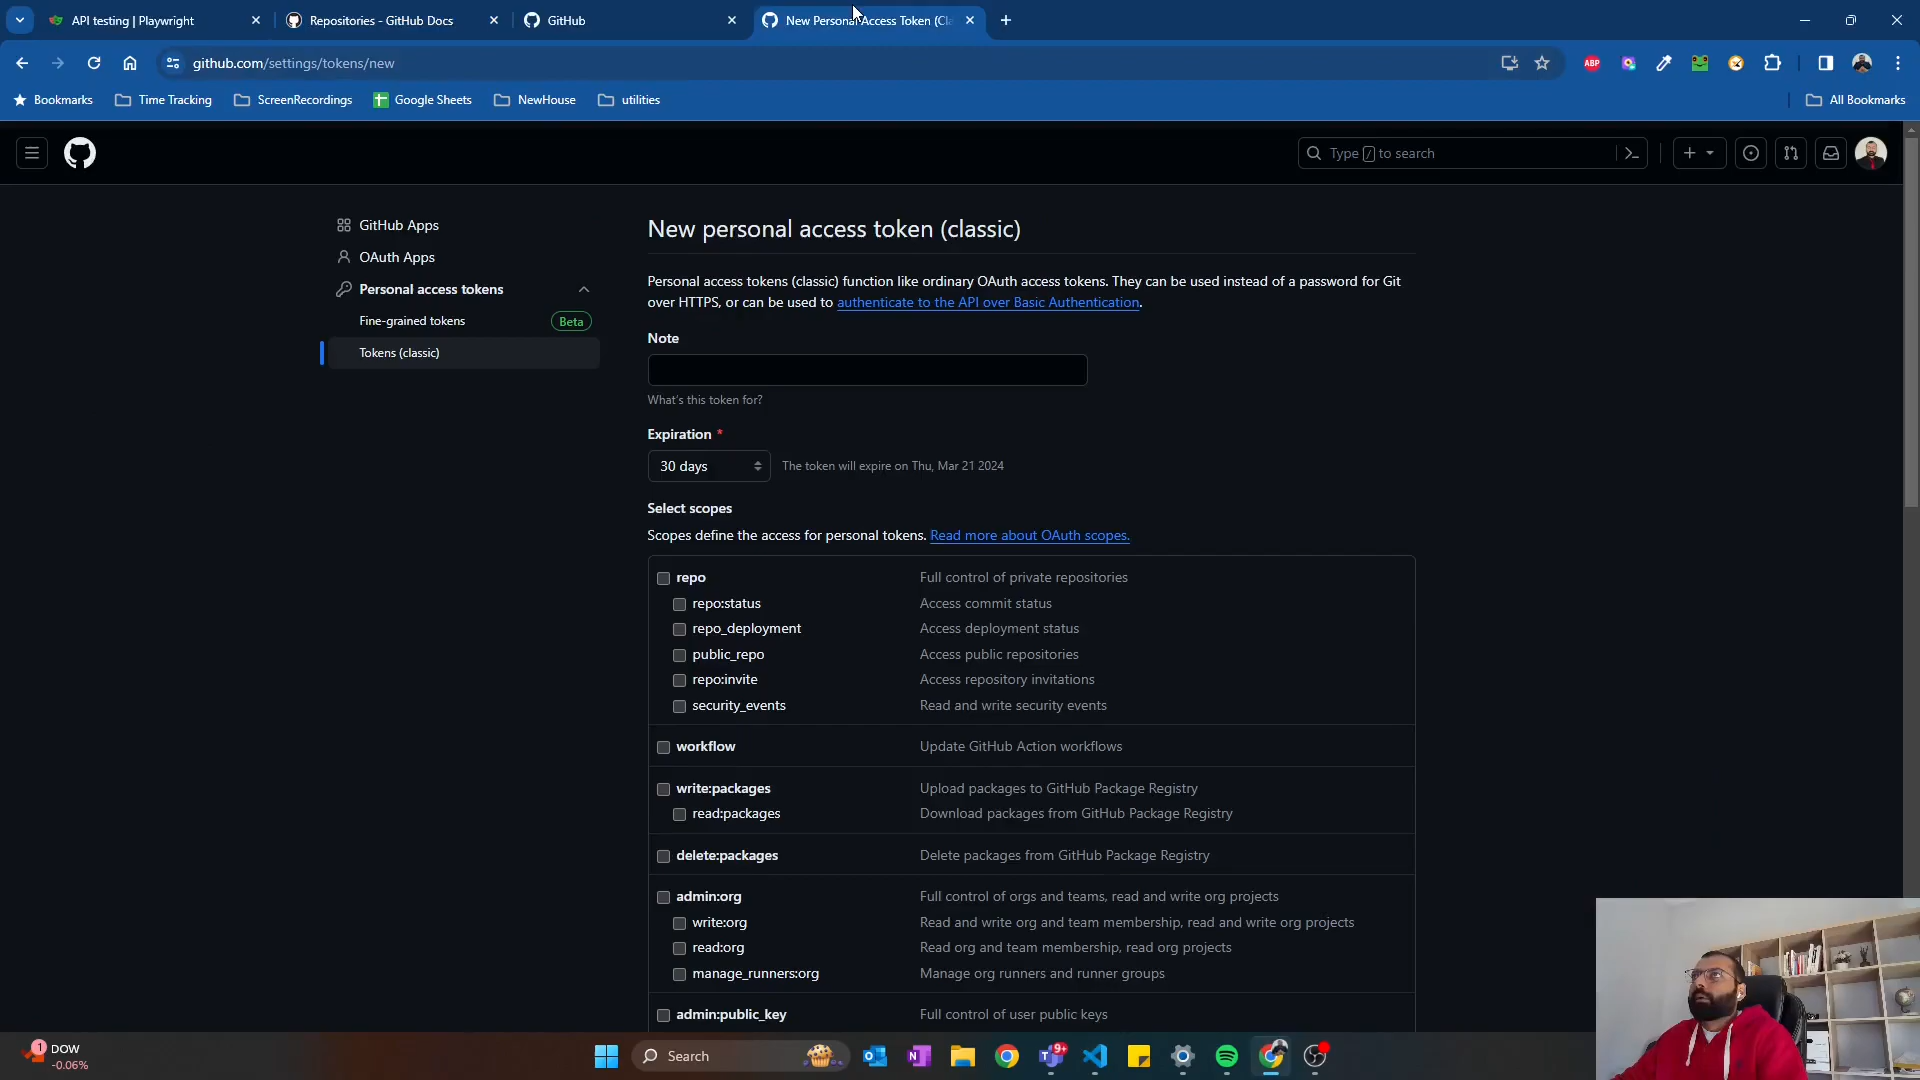 API testing | Playwright
Repositories - GitHub Docs
GitHub
New Personal Access Token (Cla
github.com/settings/tokens/new
ABP
Bookmarks
Time Tracking
ScreenRecordings
Google Sheets
NewHouse
utilities
All Bookmarks
Type / to search
GitHub Apps
OAuth Apps
Personal access tokens
Fine-grained tokens
Beta
Tokens (classic)
New personal access token (classic)
Personal access tokens (classic) function like ordinary OAuth access tokens. They can be used instead of a password for Git
over HTTPS, or can be used to authenticate to the API over Basic Authentication.
Note
What's this token for?
Expiration *
30 days
The token will expire on Thu, Mar 21 2024
Select scopes
Scopes define the access for personal tokens. Read more about OAuth scopes.
repo Full control of private repositories
repo:status Access commit status
repo_deployment Access deployment status
public_repo Access public repositories
repo:invite Access repository invitations
security_events Read and write security events
workflow Update GitHub Action workflows
write:packages Upload packages to GitHub Package Registry
read:packages Download packages from GitHub Package Registry
delete:packages Delete packages from GitHub Package Registry
admin:org Full control of orgs and teams, read and write org projects
write:org Read and write org and team membership, read and write org projects
read:org Read org and team membership, read org projects
manage_runners:org Manage org runners and runner groups
admin:public_key Full control of user public keys
1
DOW
-0.06%
Search
9+